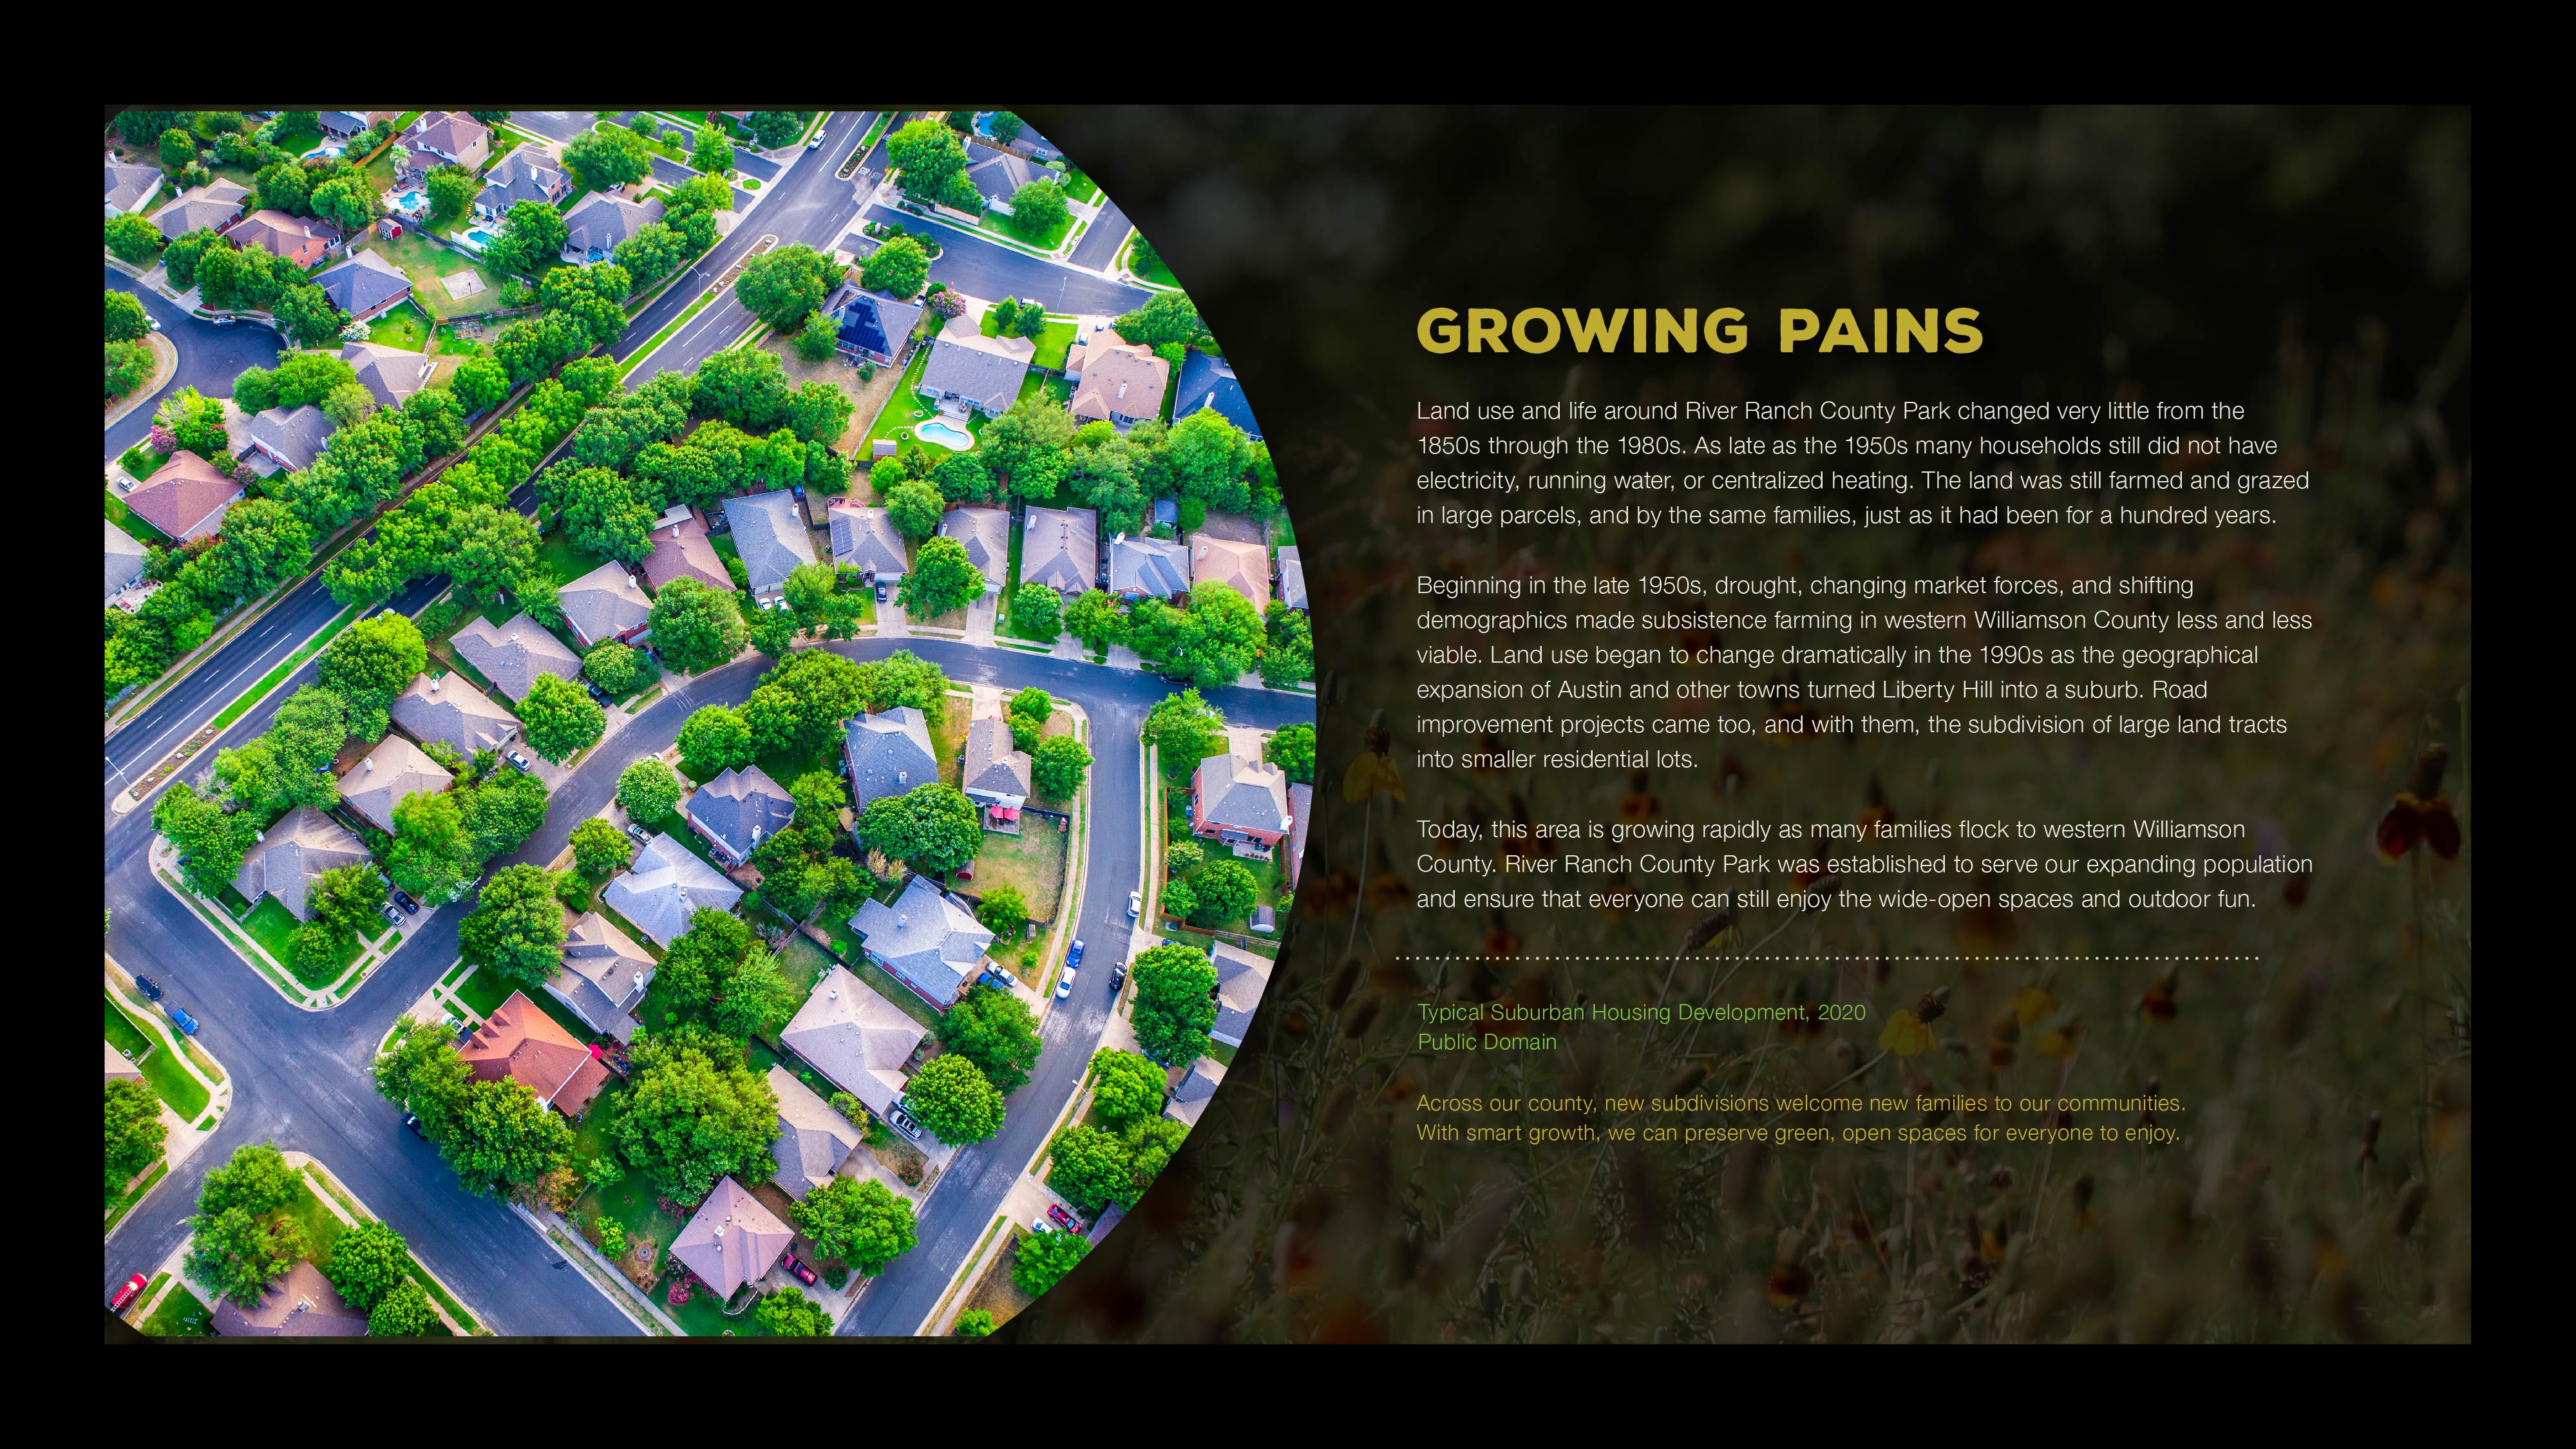 GROWING PAINS
Land use and life around River Ranch County Park changed very little from the
1850s through the 1980s. As late as the 1950s many households still did not have
electricity, running water, or centralized heating. The land was still farmed and grazed
in large parcels, and by the same families, just as it had been for a hundred years.
Beginning in the late 1950s, drought, changing market forces, and shifting
demographics made subsistence farming in western Williamson County less and less
viable. Land use began to change dramatically in the 1990s as the geographical
expansion of Austin and other towns turned Liberty Hill into a suburb. Road
improvement projects came too, and with them, the subdivision of large land tracts
into smaller residential lots.
Today, this area is growing rapidly as many families flock to western Williamson
County. River Ranch County Park was established to serve our expanding population
and ensure that everyone can still enjoy the wide-open spaces and outdoor fun.
Typical Suburban Housing Development, 2020
Public Domain
Across our county, new subdivisions welcome new families to our communities.
With smart growth, we can preserve green, open spaces for everyone to enjoy.